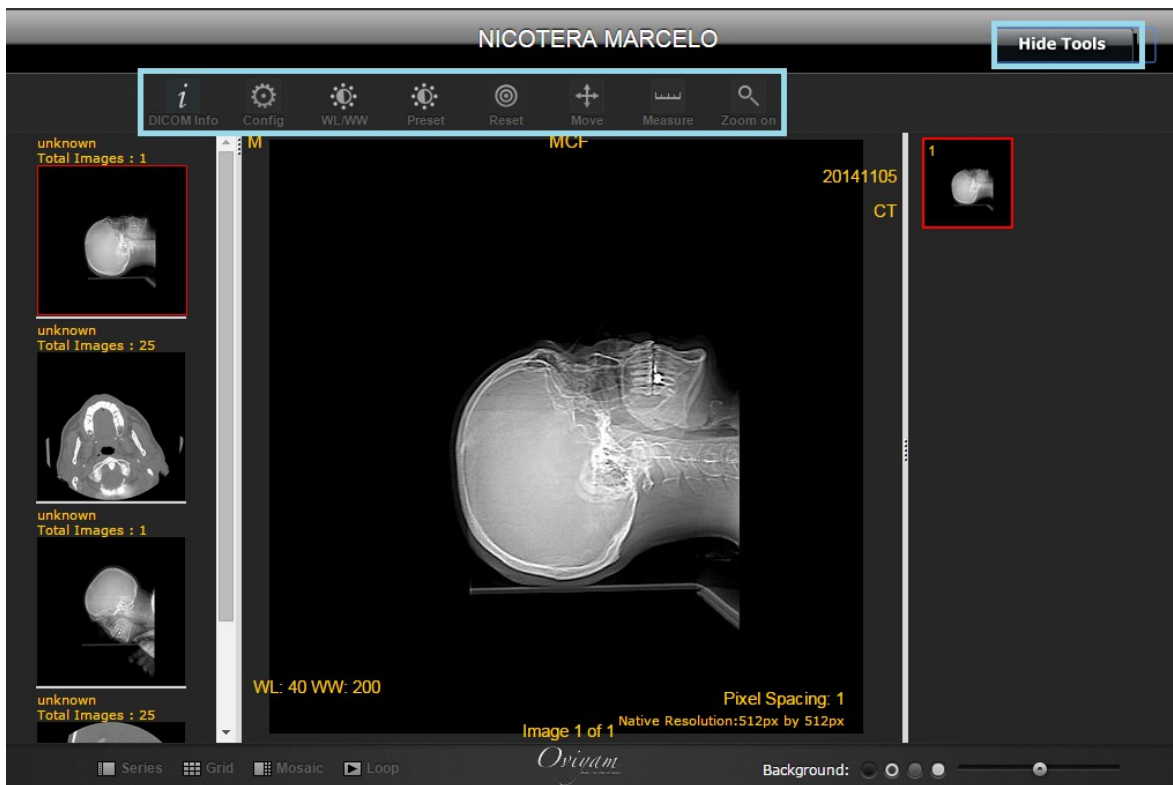 NICOTERA MARCELO
Hide Tools
i
DICOM Info
Config
WL/WW
Preset
Reset
Move
Measure
Zoom on
unknown
Total Images : 1
unknown
Total Images : 25
unknown
Total Images : 1
unknown
Total Images : 25
M
MCF
20141105
CT
WL: 40 WW: 200
Pixel Spacing: 1
Native Resolution:512px by 512px
Image 1 of 1
1
Series
Grid
Mosaic
Loop
Oviyam
Background: